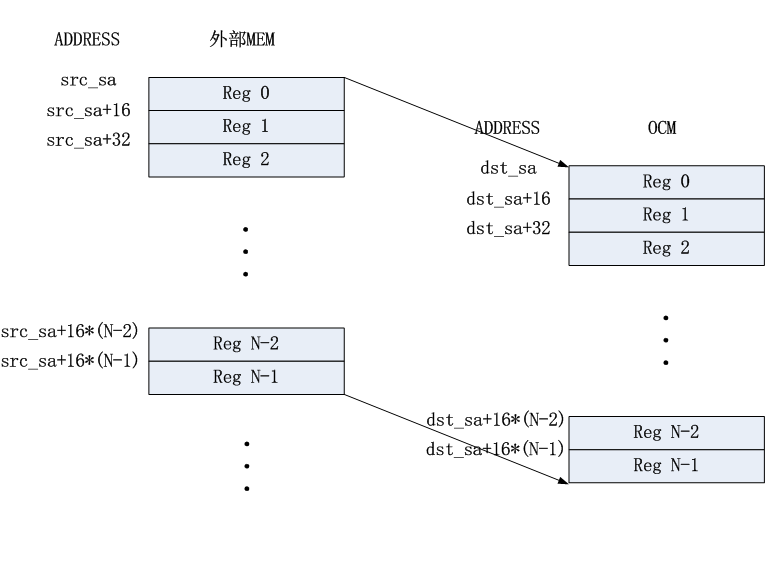 ADDRESS 外部MEM
src_sa Reg 0
src_sa+16 Reg 1
src_sa+32 Reg 2
src_sa+16*(N-2) Reg N-2
src_sa+16*(N-1) Reg N-1
ADDRESS OCM
dst_sa Reg 0
dst_sa+16 Reg 1
dst_sa+32 Reg 2
dst_sa+16*(N-2) Reg N-2
dst_sa+16*(N-1) Reg N-1